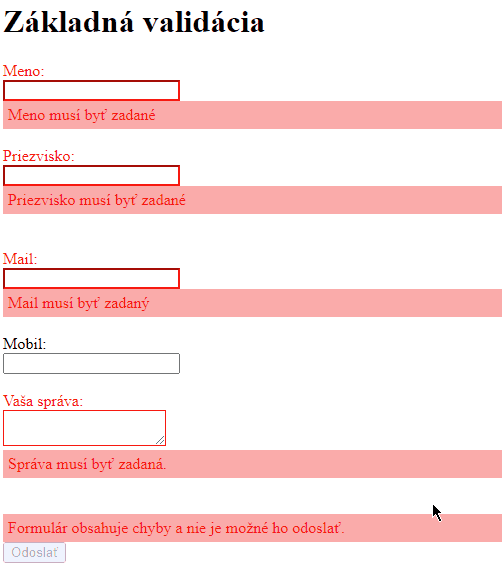 Základná validácia
Meno:
Meno musí byť zadané
Priezvisko:
Priezvisko musí byť zadané
Mail:
Mail musí byť zadaný
Mobil:
Vaša správa:
Správa musí byť zadaná.
Formulár obsahuje chyby a nie je možné ho odoslať.
Odoslať